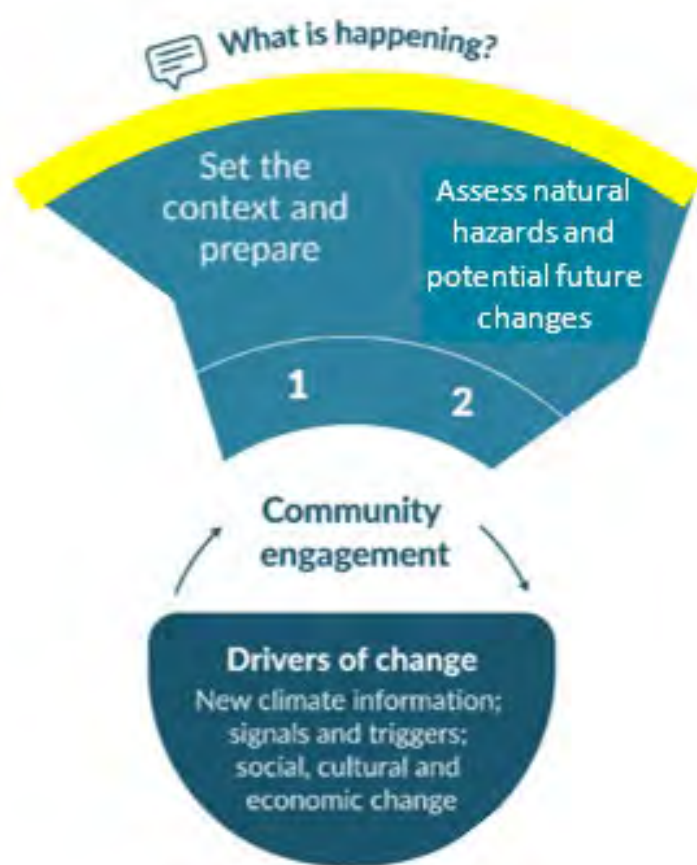 What is happening?
Set the
context and
prepare
Assess natural
hazards and
potential future
changes
1
2
Community
engagement
Drivers of change
New climate information;
signals and triggers;
social, cultural and
economic change